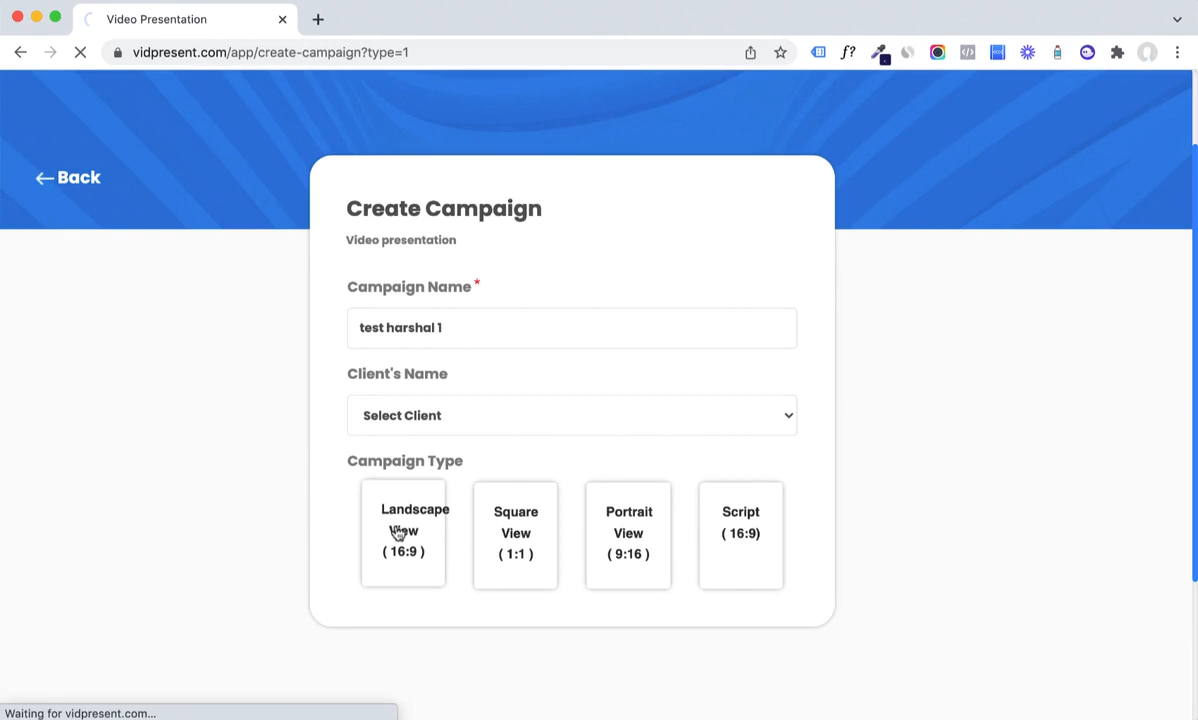 Video Presentation
vidpresent.com/app/create-campaign?type=1
f?
Back
Create Campaign
Video presentation
Campaign Name *
test harshal 1
Client's Name
Select Client
Campaign Type
Landscape
View
( 16:9 )
Square
View
( 1:1 )
Portrait
View
( 9:16 )
Script
( 16:9)
Waiting for vidpresent.com...